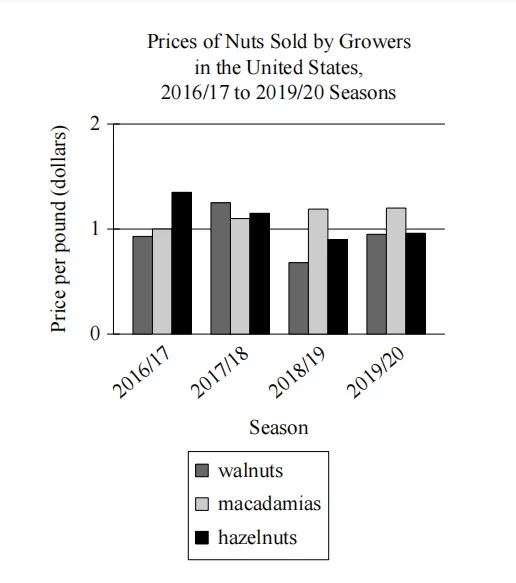 Prices of Nuts Sold by Growers
in the United States,
2016/17 to 2019/20 Seasons
Price per pound (dollars)
2
1
0
2016/17
2017/18
2018/19
2019/20
Season
walnuts
macadamias
hazelnuts